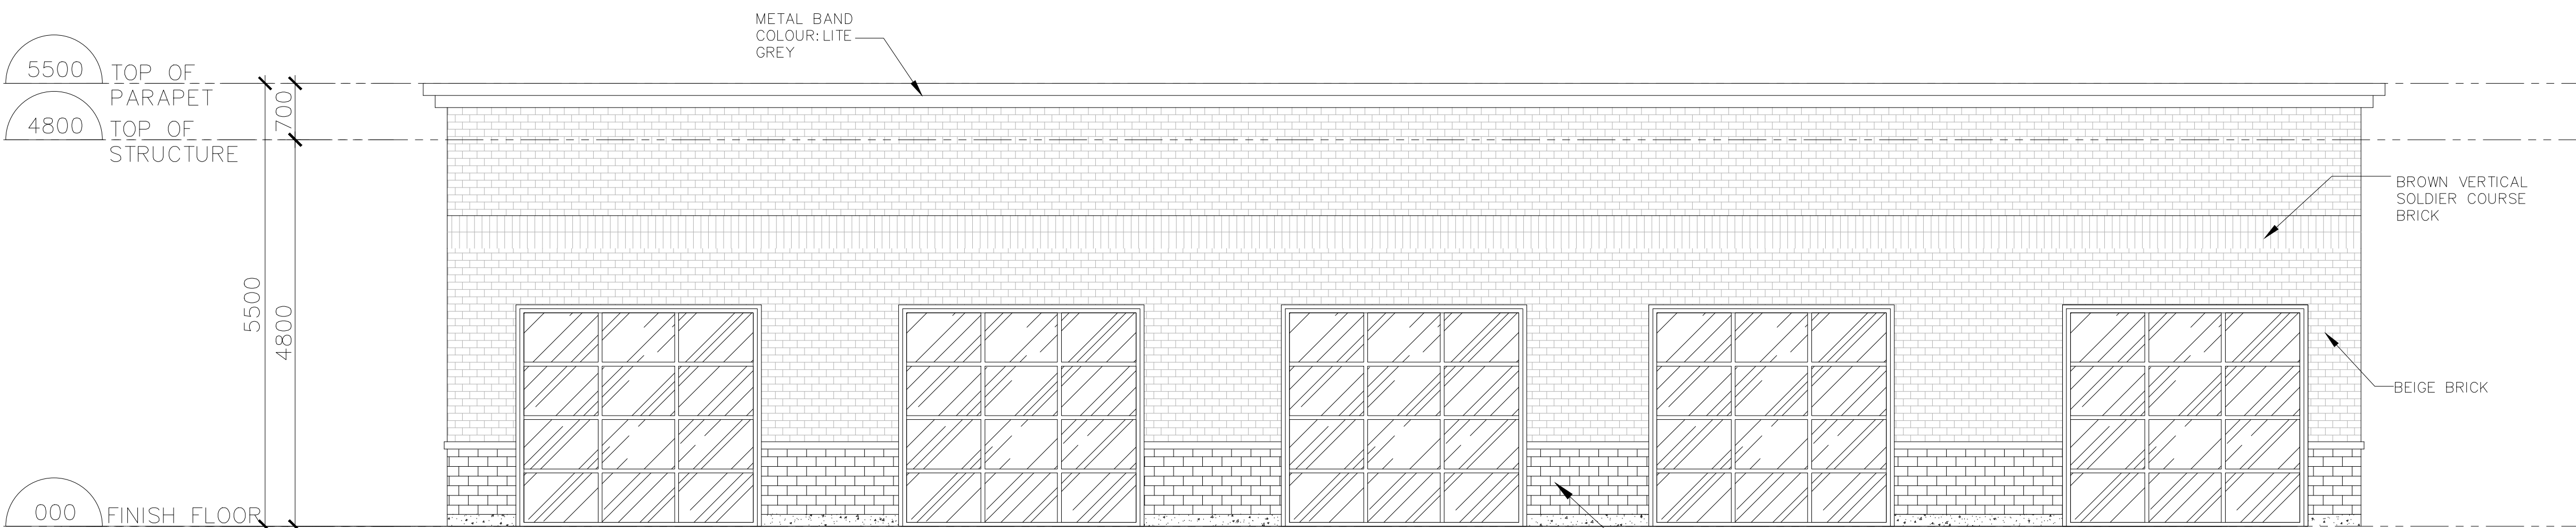 METAL BAND
COLOUR:LITE
GREY
5500 TOP OF
PARAPET
700
4800 TOP OF
STRUCTURE
BROWN VERTICAL
SOLDIER COURSE
BRICK
5500
4800
BEIGE BRICK
000 FINISH FLOOR